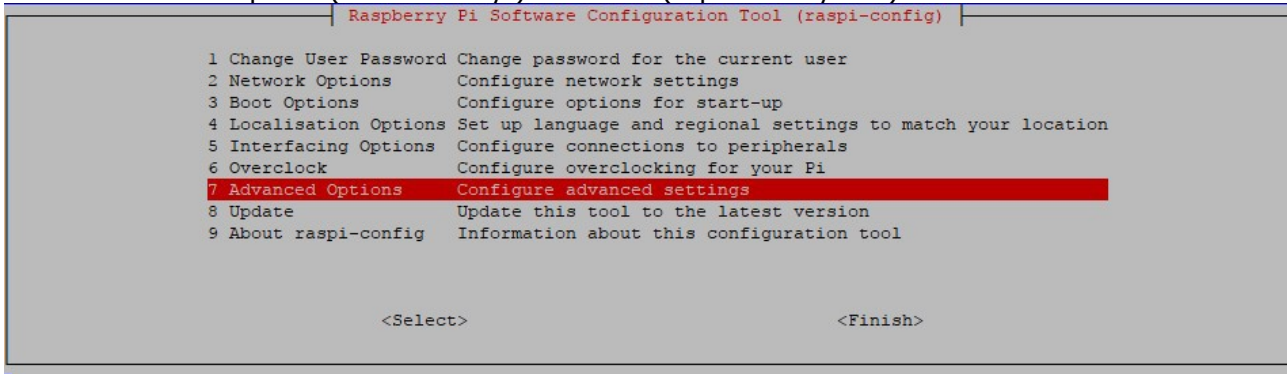 Raspberry Pi Software Configuration Tool (raspi-config)
1 Change User Password Change password for the current user
2 Network Options Configure network settings
3 Boot Options Configure options for start-up
4 Localisation Options Set up language and regional settings to match your location
5 Interfacing Options Configure connections to peripherals
6 Overclock Configure overclocking for your Pi
7 Advanced Options Configure advanced settings
8 Update Update this tool to the latest version
9 About raspi-config Information about this configuration tool
<Select> <Finish>